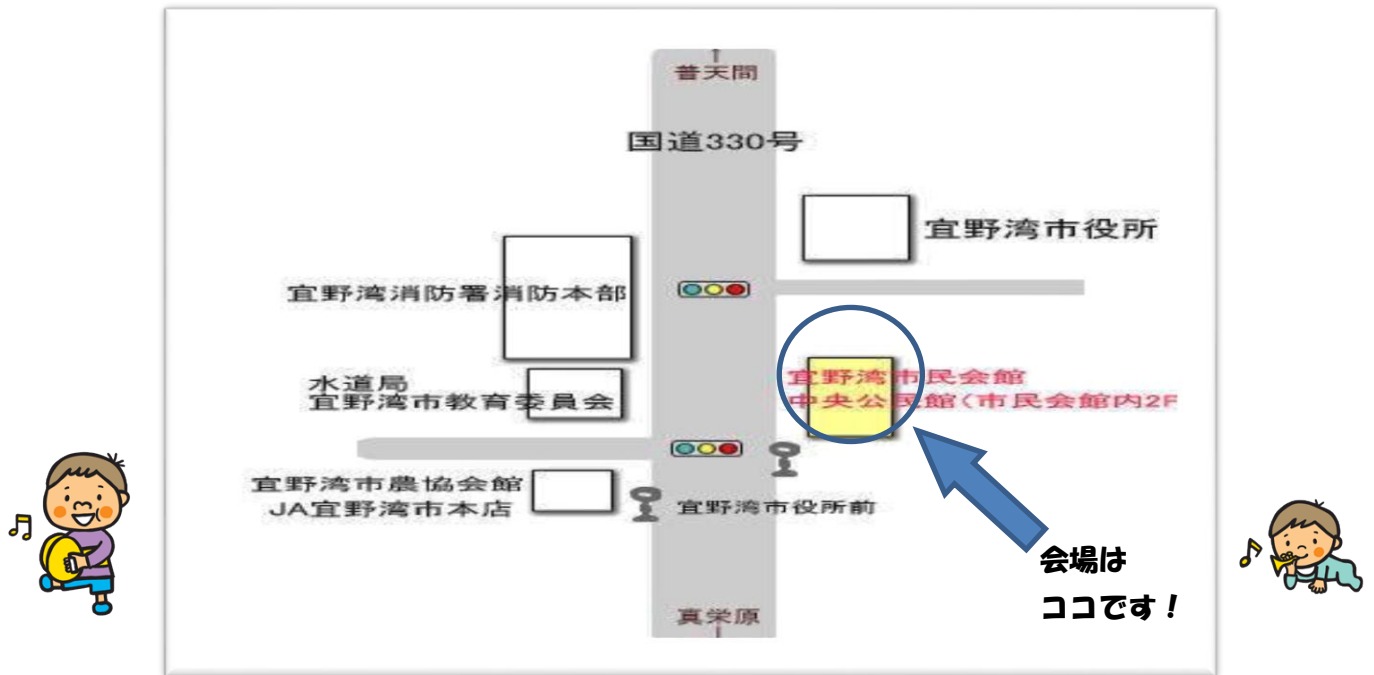 普天間
国道330号
宜野湾市役所
宜野湾消防署消防本部
水道局
宜野湾市教育委員会
宜野湾市民会館
中央公民館(市民会館内2F
宜野湾市農協会館
JA宜野湾市本店
宜野湾市役所前
会場は
ココです!
真栄原